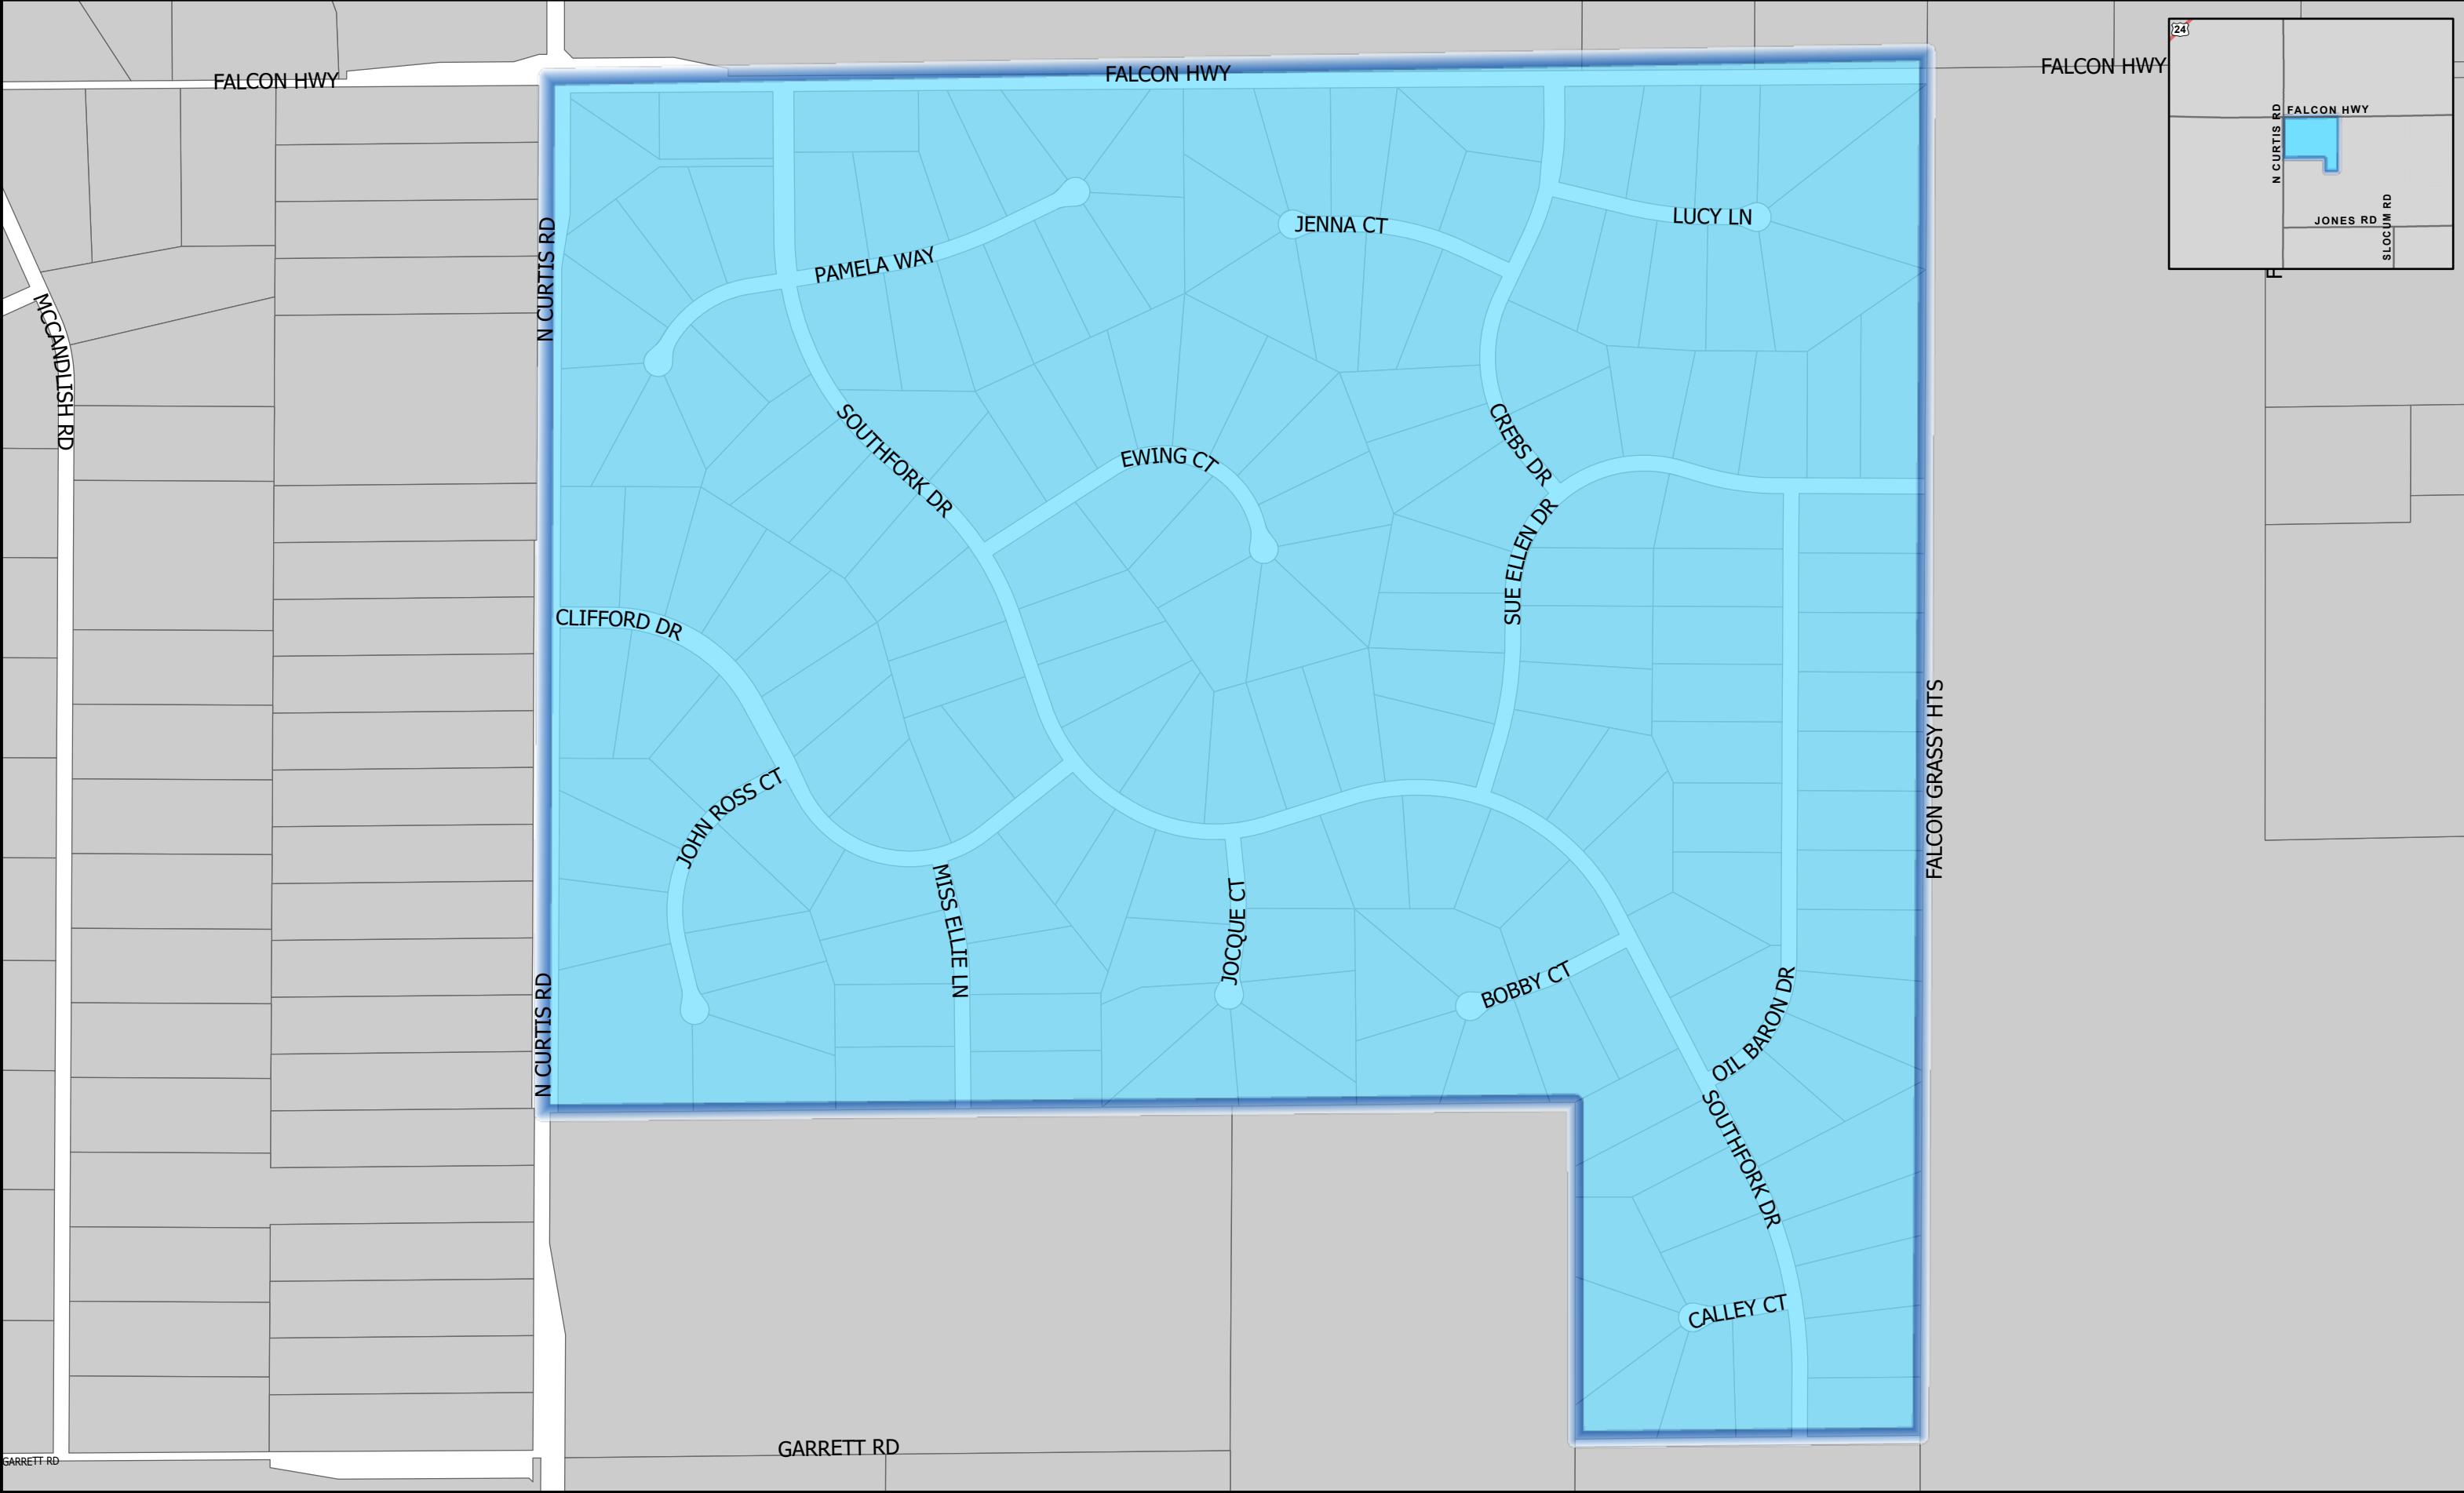 FALCON HWY
FALCON HWY
FALCON HWY
24
FALCON HWY
N CURTIS RD
JONES RD
SLOCUM RD
N CURTIS RD
PAMELA WAY
JENNA CT
LUCY LN
MCCANDLISH RD
SOUTHFORK DR
EWING CT
CREBS DR
SUE ELLEN DR
CLIFFORD DR
JOHN ROSS CT
MISS ELLIE LN
JOCQUE CT
BOBBY CT
FALCON GRASSY HTS
OIL BARON DR
N CURTIS RD
SOUTHFORK DR
CALLEY CT
GARRETT RD
GARRETT RD